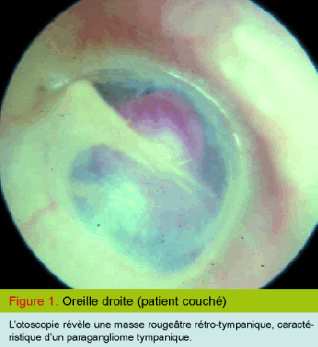 Figure 1. Oreille droite (patient couché)
L'otoscopie révèle une masse rougeâtre rétro-tympanique, caracté-
ristique d'un paragangliome tympanique.